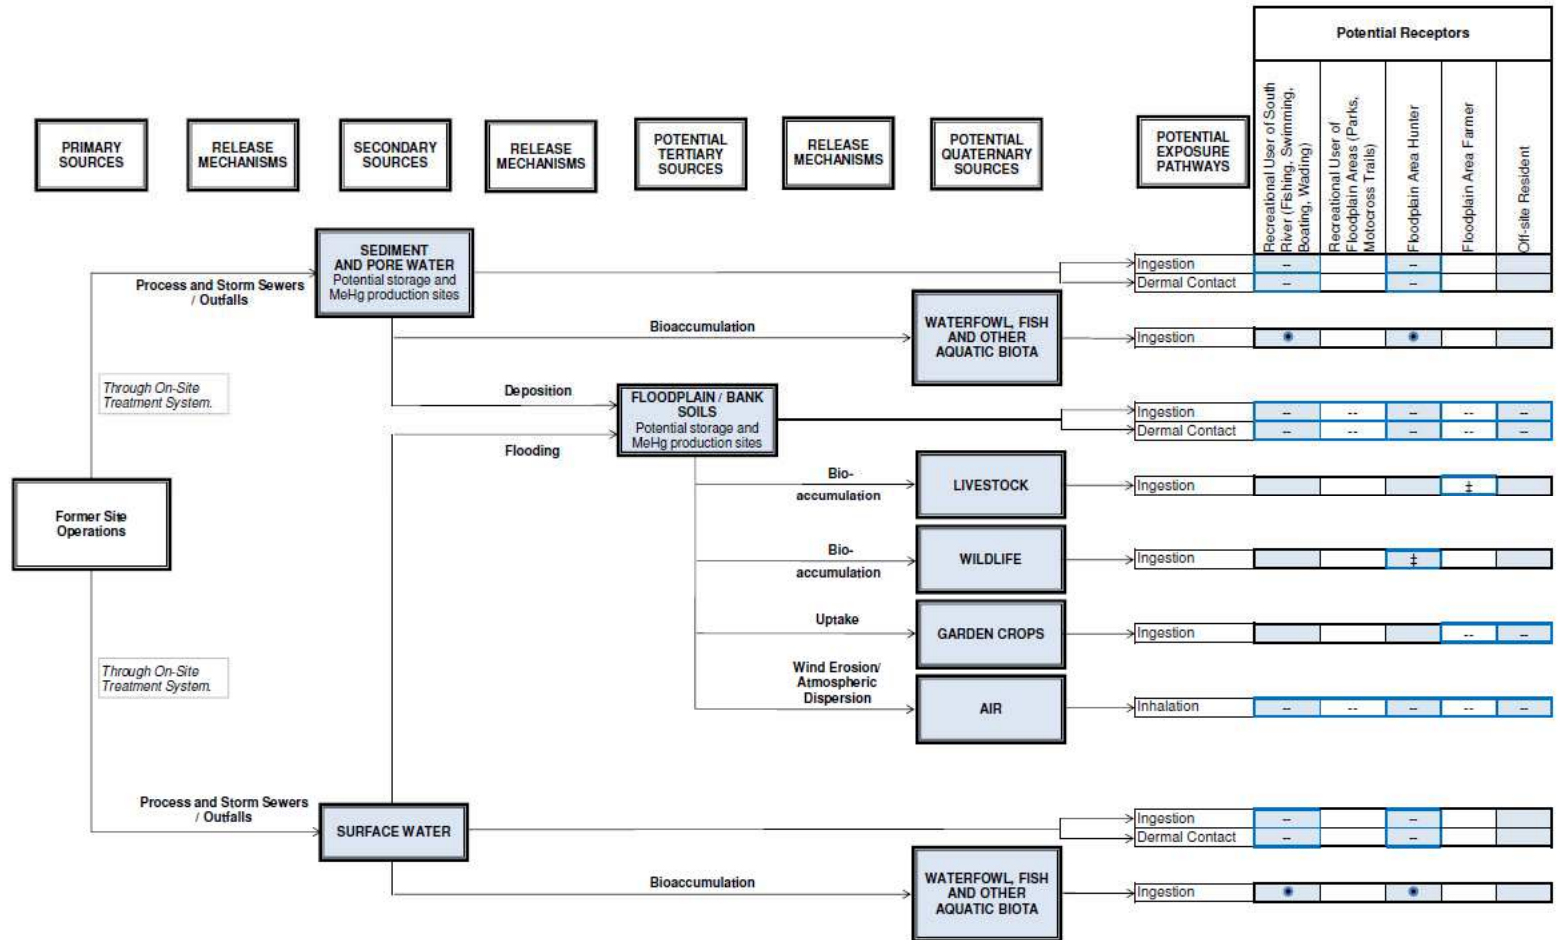 Potential Receptors
PRIMARY
SOURCES
RELEASE
MECHANISMS
SECONDARY
SOURCES
RELEASE
MECHANISMS
POTENTIAL
TERTIARY
SOURCES
RELEASE
MECHANISMS
POTENTIAL
QUATERNARY
SOURCES
POTENTIAL
EXPOSURE
PATHWAYS
Recreational User of South
River (Fishing, Swimming,
Boating, Wading)
Recreational User of
Floodplain Areas (Parks,
Motocross Trails)
Floodplain Area Hunter
Floodplain Area Farmer
Off-site Resident
SEDIMENT
AND PORE WATER
Potential storage and
MeHg production sites
Process and Storm Sewers
/ Outfalls
Ingestion -- --
Dermal Contact -- --
Bioaccumulation
WATERFOWL, FISH
AND OTHER
AQUATIC BIOTA
Ingestion ◉ ◉
Through On-Site
Treatment System.
Deposition
FLOODPLAIN / BANK
SOILS
Potential storage and
MeHg production sites
Flooding
Ingestion -- -- -- -- --
Dermal Contact -- -- -- -- --
Bio-
accumulation
LIVESTOCK
Ingestion ‡
Former Site
Operations
Bio-
accumulation
WILDLIFE
Ingestion ‡
Uptake
GARDEN CROPS
Ingestion -- --
Through On-Site
Treatment System.
Wind Erosion/
Atmospheric
Dispersion
AIR
Inhalation -- -- -- -- --
Process and Storm Sewers
/ Outfalls
SURFACE WATER
Ingestion -- --
Dermal Contact -- --
Bioaccumulation
WATERFOWL, FISH
AND OTHER
AQUATIC BIOTA
Ingestion ◉ ◉